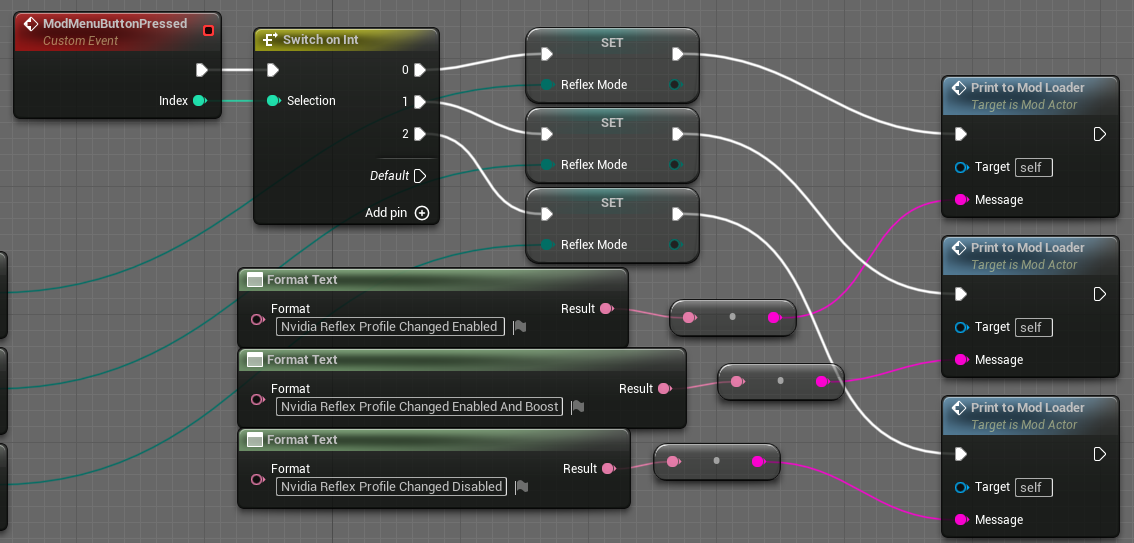 ModMenuButtonPressed
Custom Event
Index
Switch on Int
Selection
0
1
2
Default
Add pin
SET
Reflex Mode
SET
Reflex Mode
SET
Reflex Mode
Format Text
Format
Nvidia Reflex Profile Changed Enabled
Result
Format Text
Format
Nvidia Reflex Profile Changed Enabled And Boost
Result
Format Text
Format
Nvidia Reflex Profile Changed Disabled
Result
Print to Mod Loader
Target is Mod Actor
Target self
Message
Print to Mod Loader
Target is Mod Actor
Target self
Message
Print to Mod Loader
Target is Mod Actor
Target self
Message